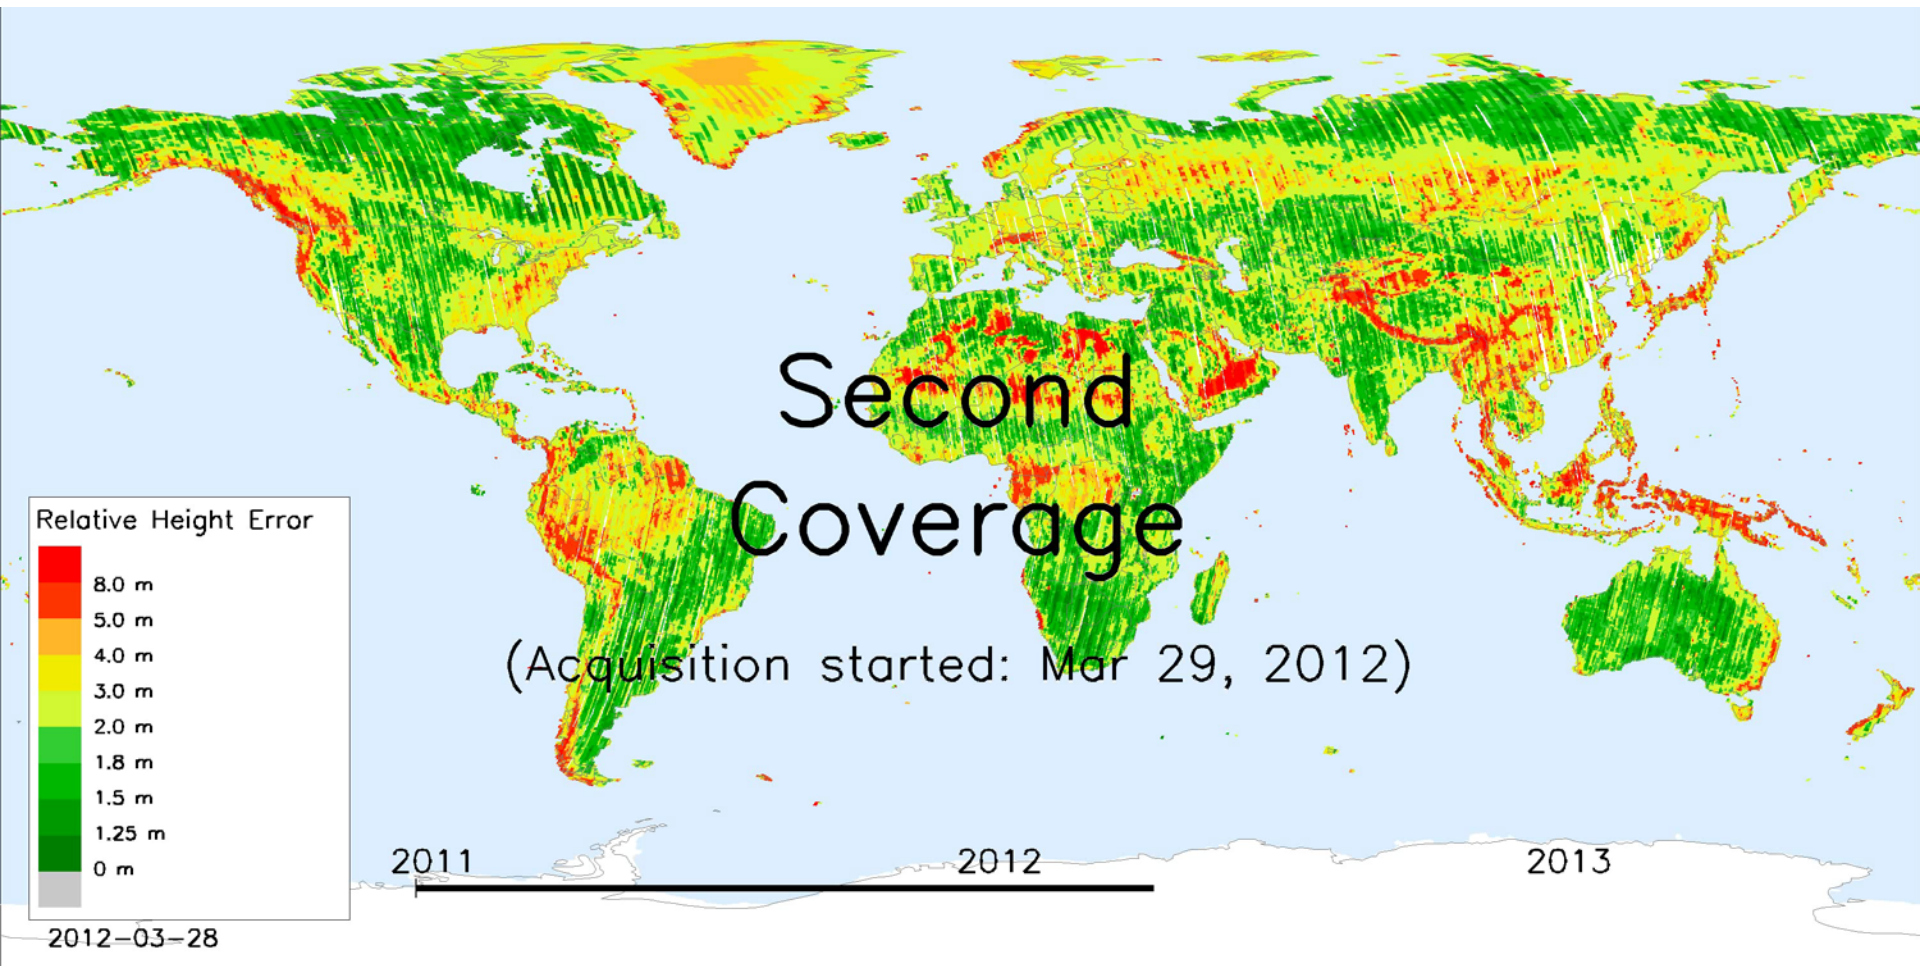 Second
Coverage
(Acquisition started: Mar 29, 2012)
Relative Height Error
8.0 m
5.0 m
4.0 m
3.0 m
2.0 m
1.8 m
1.5 m
1.25 m
0 m
2011 2012 2013
2012-03-28